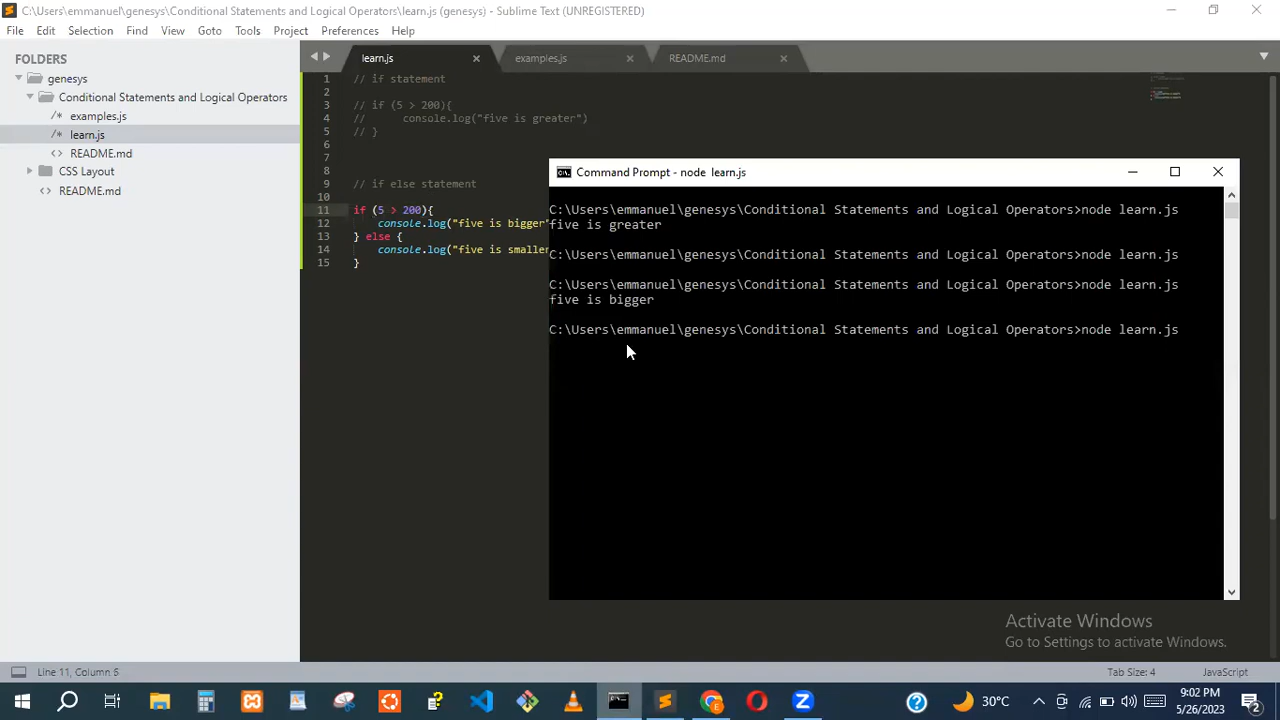 C:\Users\emmanuel\genesys\Conditional Statements and Logical Operators\learn.js (genesys) - Sublime Text (UNREGISTERED)
File Edit Selection Find View Goto Tools Project Preferences Help
FOLDERS
genesys
Conditional Statements and Logical Operators
/* examples.js
/* learn.js
<> README.md
CSS Layout
<> README.md
learn.js examples.js README.md
1 // if statement
2
3 // if (5 > 200){
4 // console.log("five is greater")
5 // }
6
7
8
9 // if else statement
10
11 if (5 > 200){
12 console.log("five is bigger"
13 } else {
14 console.log("five is smaller
15 }
Command Prompt - node learn.js
C:\Users\emmanuel\genesys\Conditional Statements and Logical Operators>node learn.js
five is greater
C:\Users\emmanuel\genesys\Conditional Statements and Logical Operators>node learn.js
C:\Users\emmanuel\genesys\Conditional Statements and Logical Operators>node learn.js
five is bigger
C:\Users\emmanuel\genesys\Conditional Statements and Logical Operators>node learn.js
Activate Windows
Go to Settings to activate Windows.
Line 11, Column 6 Tab Size: 4 JavaScript
30°C
9:02 PM
5/26/2023
2